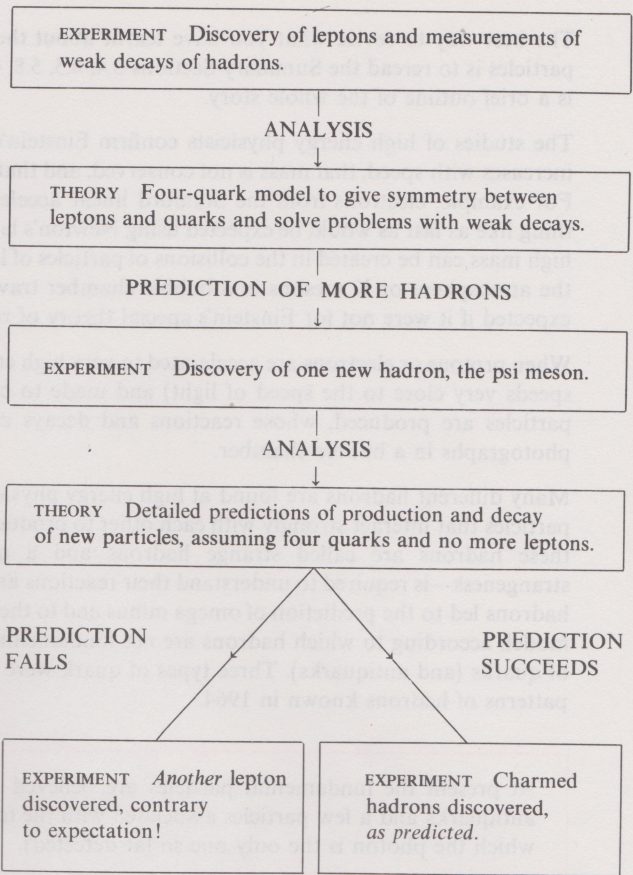 EXPERIMENT Discovery of leptons and measurements of
weak decays of hadrons.
ANALYSIS
THEORY Four-quark model to give symmetry between
leptons and quarks and solve problems with weak decays.
PREDICTION OF MORE HADRONS
EXPERIMENT Discovery of one new hadron, the psi meson.
ANALYSIS
THEORY Detailed predictions of production and decay
of new particles, assuming four quarks and no more leptons.
PREDICTION
FAILS
PREDICTION
SUCCEEDS
EXPERIMENT Another lepton
discovered, contrary
to expectation!
EXPERIMENT Charmed
hadrons discovered,
as predicted.